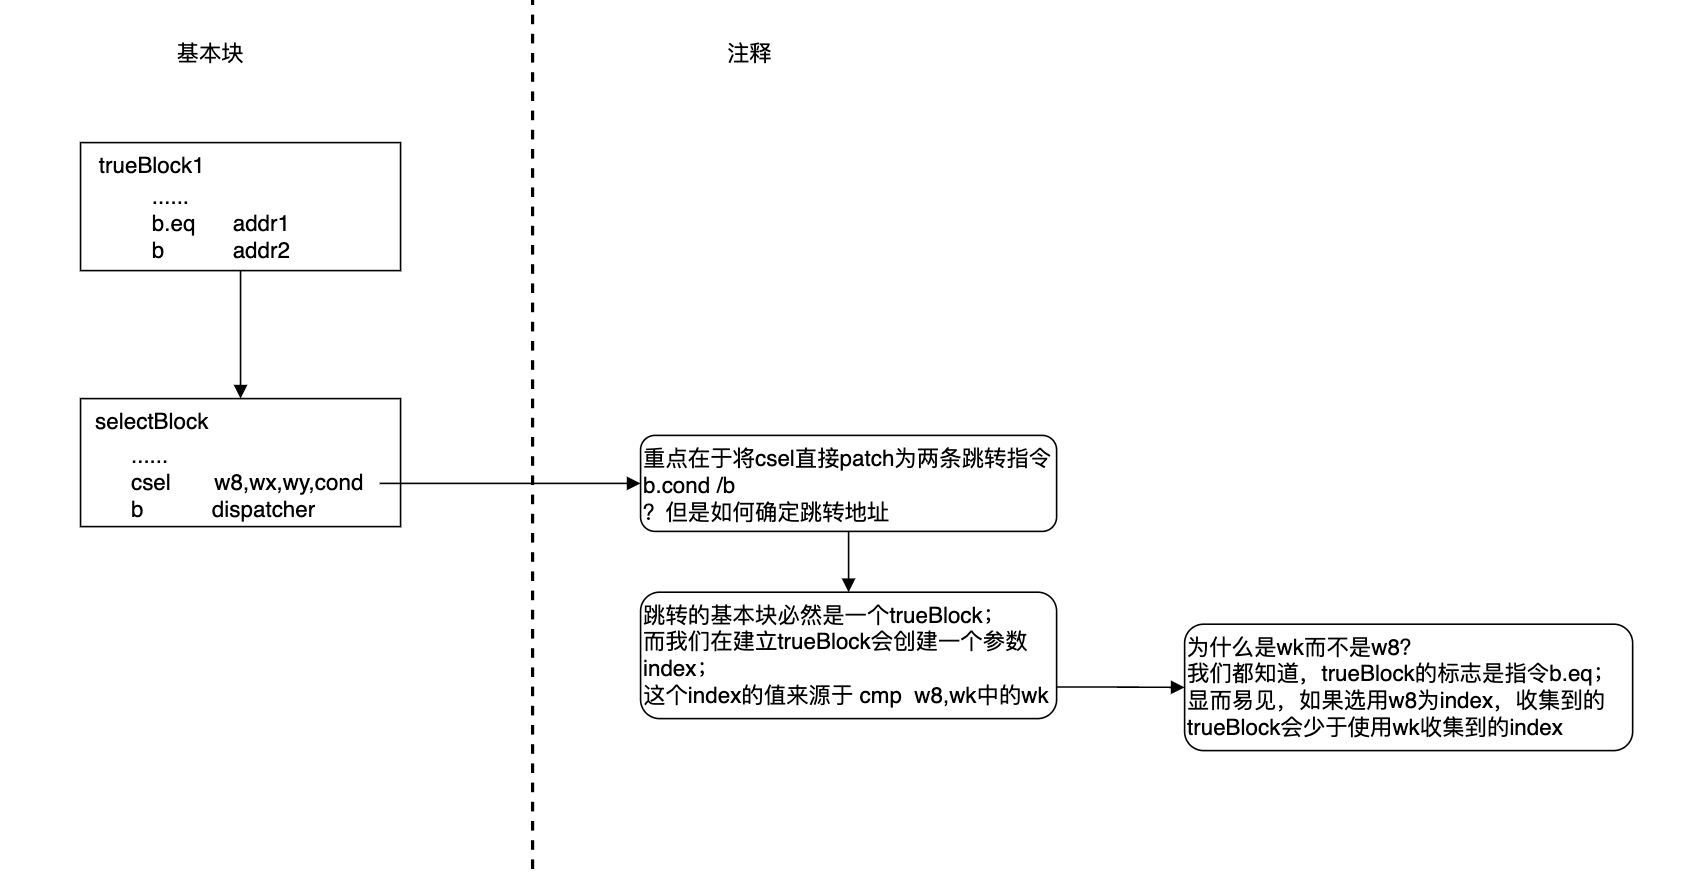 基本块
注释
trueBlock1
......
b.eq addr1
b addr2
selectBlock
......
csel w8,wx,wy,cond
b dispatcher
重点在于将csel直接patch为两条跳转指令
b.cond /b
？但是如何确定跳转地址
跳转的基本块必然是一个trueBlock；
而我们在建立trueBlock会创建一个参数
index；
这个index的值来源于 cmp w8,wk中的wk
为什么是wk而不是w8?
我们都知道，trueBlock的标志是指令b.eq；
显而易见，如果选用w8为index，收集到的
trueBlock会少于使用wk收集到的index